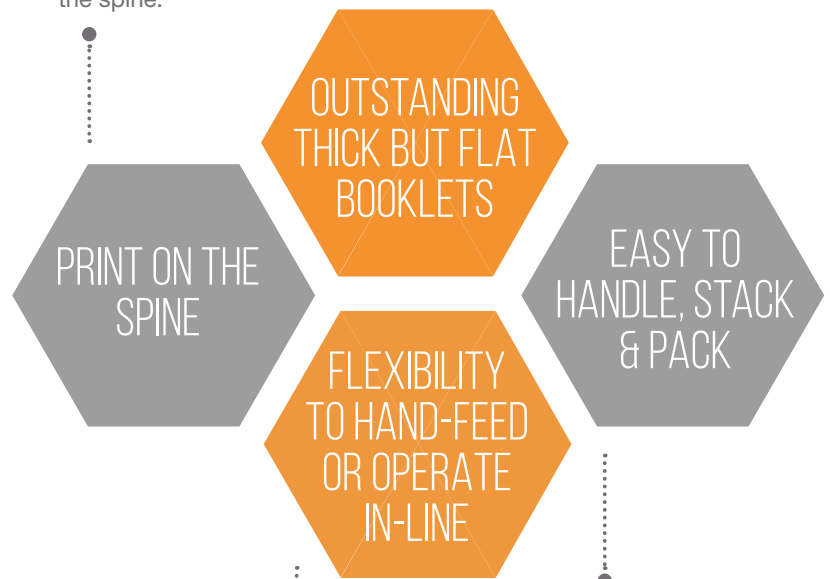 the spine.
OUTSTANDING
THICK BUT FLAT
BOOKLETS
PRINT ON THE
SPINE
EASY TO
HANDLE, STACK
& PACK
FLEXIBILITY
TO HAND-FEED
OR OPERATE
IN-LINE